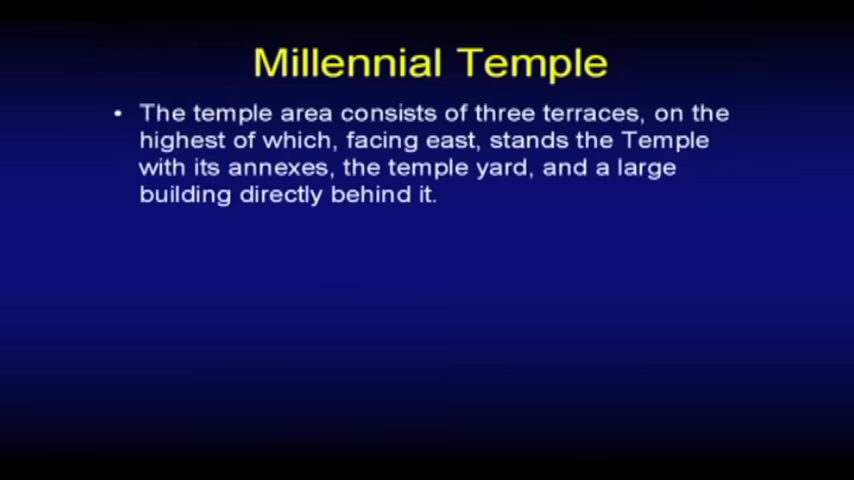 Millennial Temple
• The temple area consists of three terraces, on the
highest of which, facing east, stands the Temple
with its annexes, the temple yard, and a large
building directly behind it.